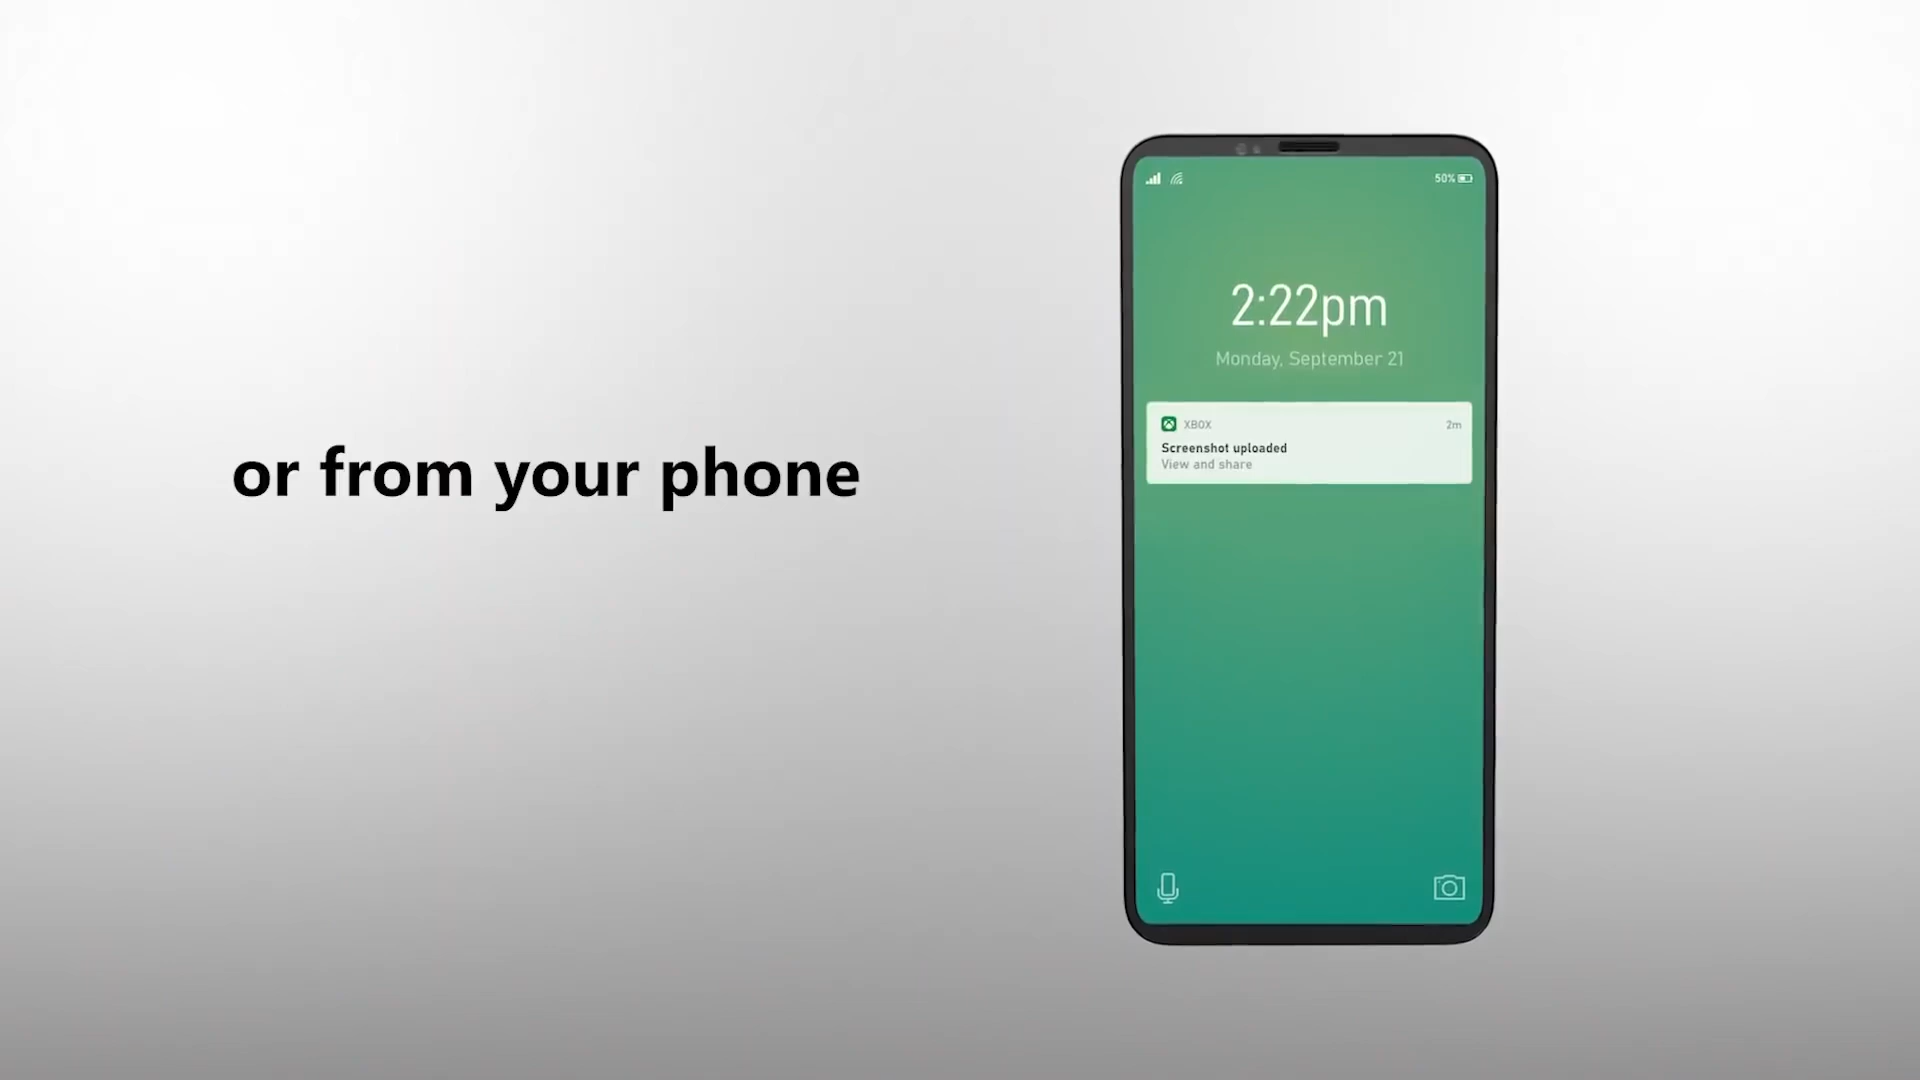 or from your phone
50%
2:22pm
Monday, September 21
XBOX 2m
Screenshot uploaded
View and share